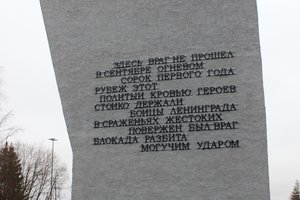 ЗДЕСЬ ВРАГ НЕ ПРОШЕЛ
В СЕНТЯБРЕ ОГНЕВОМ
СОРОК ПЕРВОГО ГОДА
РУБЕЖ ЭТОТ
ПОЛИТЫЙ КРОВЬЮ ГЕРОЕВ
СТОЙКО ДЕРЖАЛИ
БОЙЦЫ ЛЕНИНГРАДА
В СРАЖЕНЬЯХ ЖЕСТОКИХ
ПОВЕРЖЕН БЫЛ ВРАГ
БЛОКАДА РАЗБИТА
МОГУЧИМ УДАРОМ